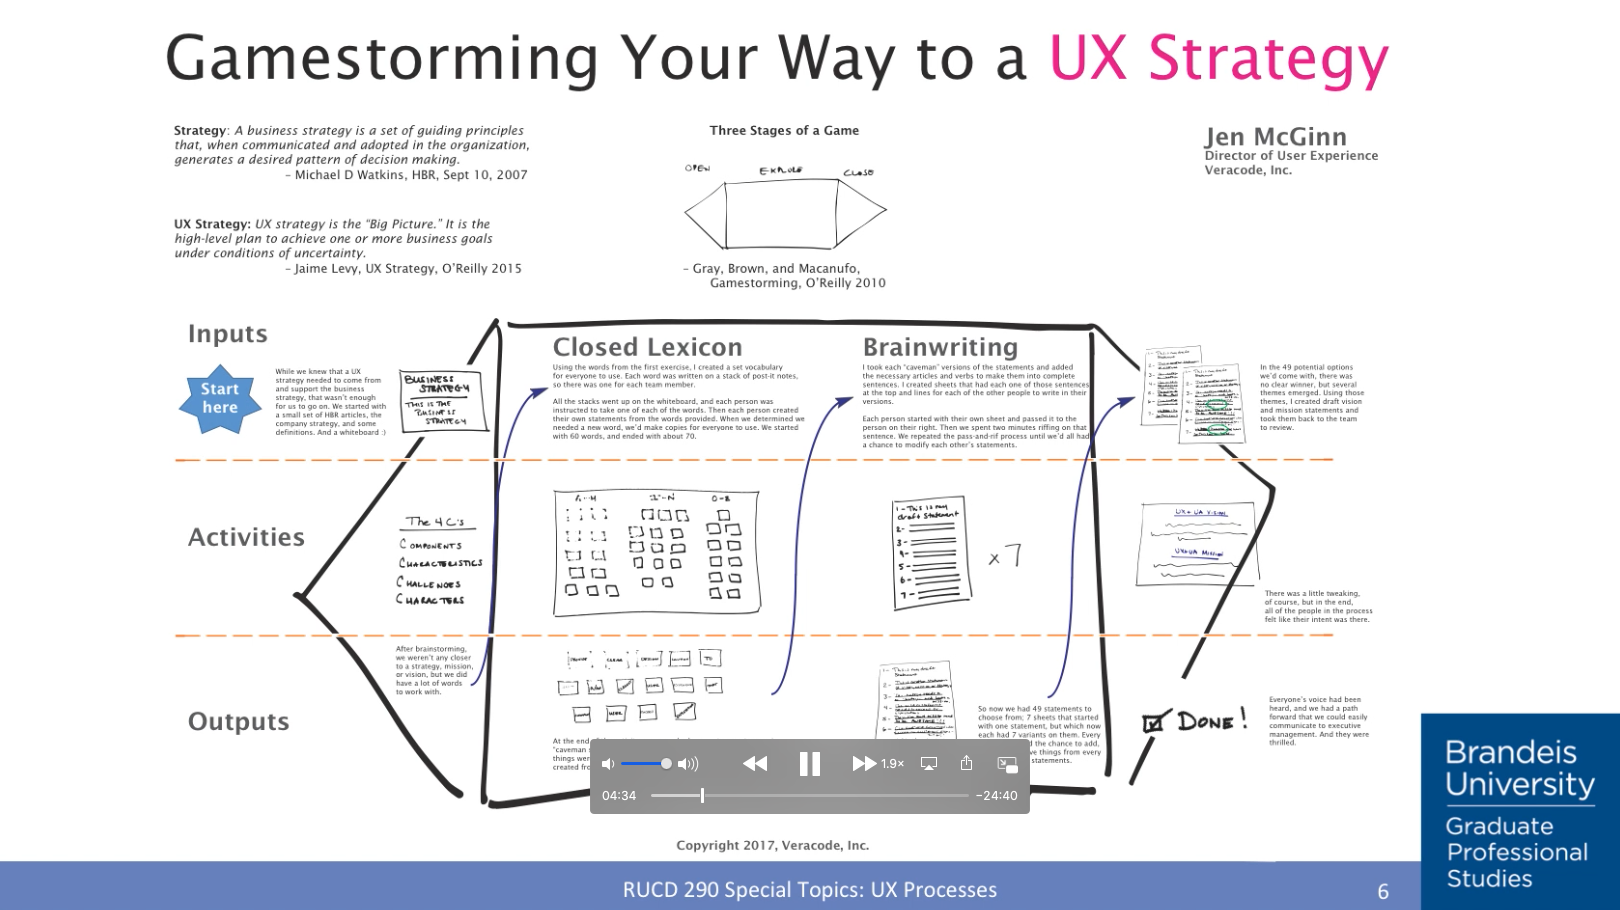 Gamestorming Your Way to a UX Strategy
Strategy: A business strategy is a set of guiding principles
that, when communicated and adopted in the organization,
generates a desired pattern of decision making.
– Michael D Watkins, HBR, Sept 10, 2007
UX Strategy: UX strategy is the “Big Picture.” It is the
high-level plan to achieve one or more business goals
under conditions of uncertainty.
– Jaime Levy, UX Strategy, O’Reilly 2015
Three Stages of a Game
OPEN EXPLORE CLOSE
– Gray, Brown, and Macanufo,
Gamestorming, O’Reilly 2010
Jen McGinn
Director of User Experience
Veracode, Inc.
Inputs
Start
here
While we knew that a UX
strategy needed to come from
and support the business
strategy, that wasn’t enough
for us to go on. We started with
a small set of HBR articles, the
company strategy, and some
definitions. And a whiteboard :)
BUSINESS
STRATEGY
THIS IS THE
BUSINESS
STRATEGY
Closed Lexicon
Using the words from the first exercise, I created a set vocabulary
for everyone to use. Each word was written on a stack of post-it notes,
so there was one for each team member.
All the stacks went up on the whiteboard, and each person was
instructed to take one of each of the words. Then each person created
their own statements from the words provided. When we determined we
needed a new word, we’d make copies for everyone to use. We started
with 60 words, and ended with about 70.
Brainwriting
I took each “caveman” versions of the statements and added
the necessary articles and verbs to make them into complete
sentences. I created sheets that had each one of those sentences
at the top and lines for each of the other people to write in their
versions.
Each person started with their own sheet and passed it to the
person on their right. Then we spent two minutes riffing on that
sentence. We repeated the pass-and-rif process until we’d all had
a chance to modify each other’s statements.
In the 49 potential options
we’d come with, there was
no clear winner, but several
themes emerged. Using those
themes, I created draft vision
and mission statements and
took them back to the team
to review.
Activities
The 4 C's
COMPONENTS
CHARACTERISTICS
CHALLENGES
CHARACTERS
A-H I-N O-Z
1- This is my
draft statement
2-
3-
4-
5-
6-
7-
x7
UX+UA VISION
UX+UA Mission
There was a little tweaking,
of course, but in the end,
all of the people in the process
felt like their intent was there.
Outputs
After brainstorming,
we weren’t any closer
to a strategy, mission,
or vision, but we did
have a lot of words
to work with.
At the end
“caveman
things wer
created fro
So now we had 49 statements to
choose from; 7 sheets that started
with one statement, but which now
each had 7 variants on them. Every
d the chance to add,
ve things from every
statements.
DONE!
Everyone’s voice had been
heard, and we had a path
forward that we could easily
communicate to executive
management. And they were
thrilled.
1.9×
04:34
−24:40
Copyright 2017, Veracode, Inc.
RUCD 290 Special Topics: UX Processes
6
Brandeis
University
Graduate
Professional
Studies